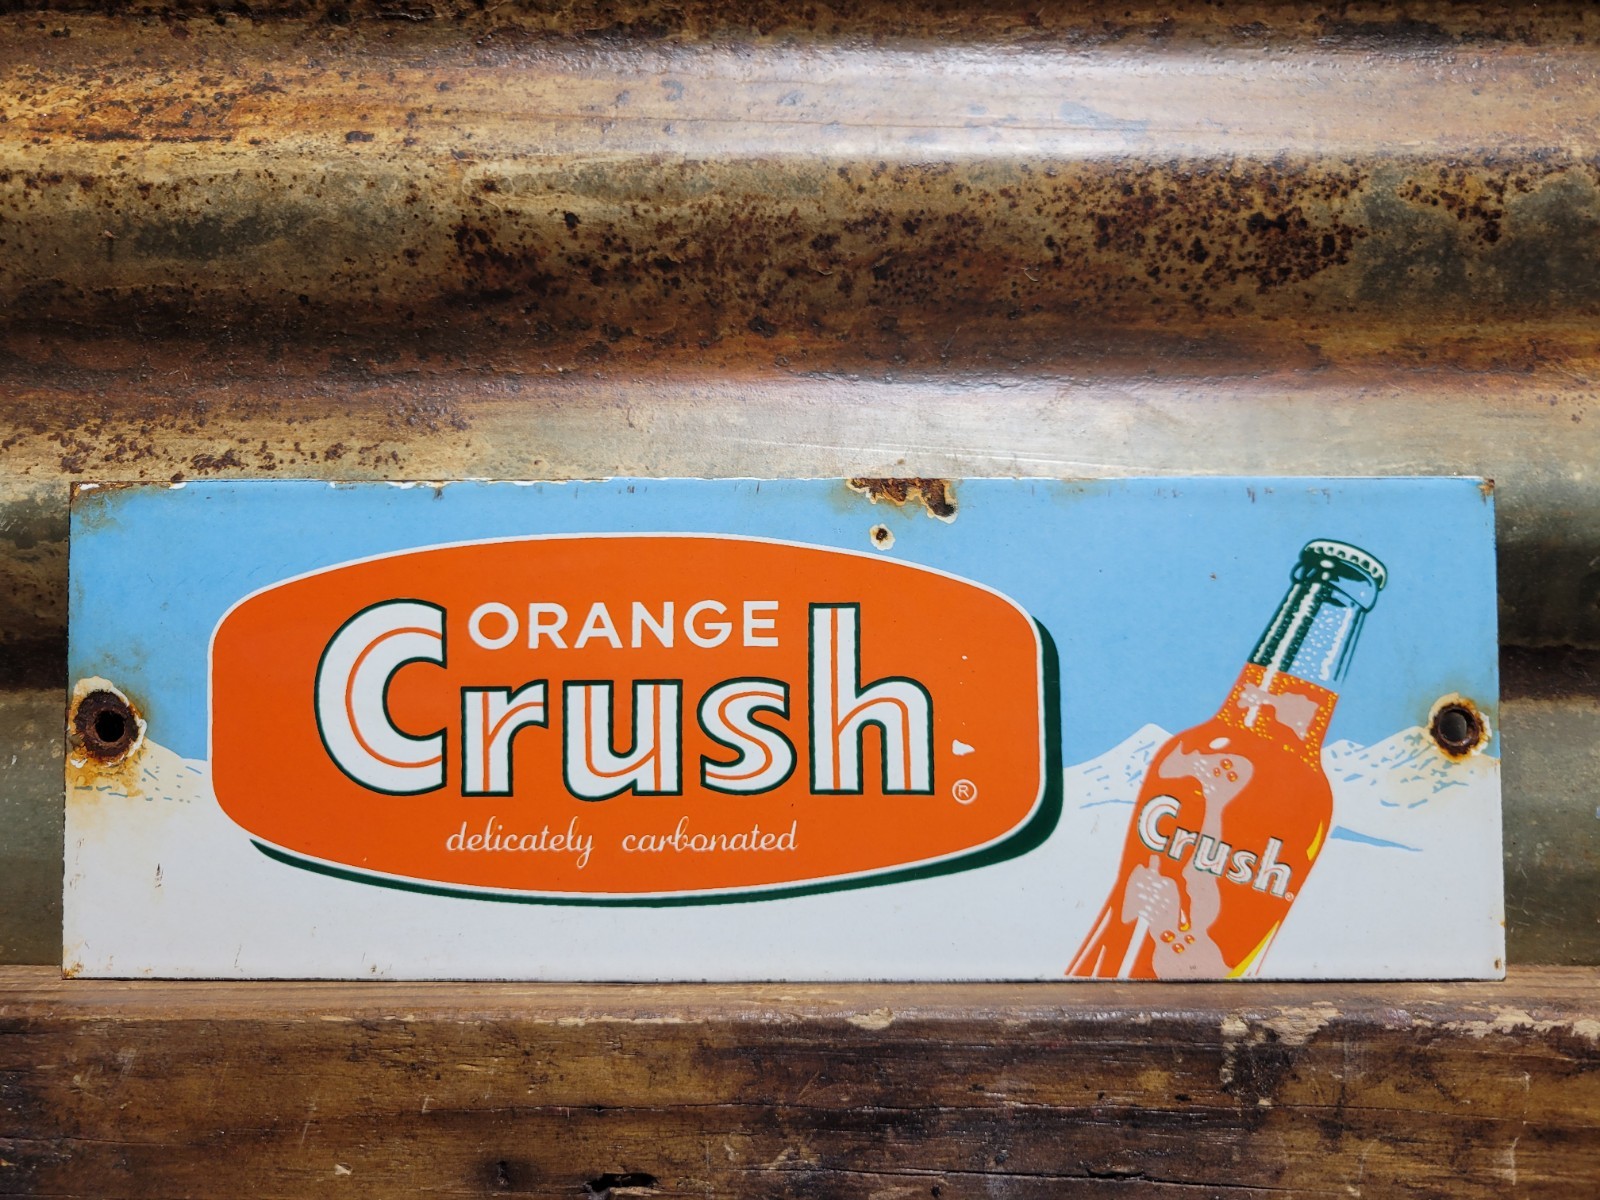 ORANGE
Crush®
delicately carbonated
Crush